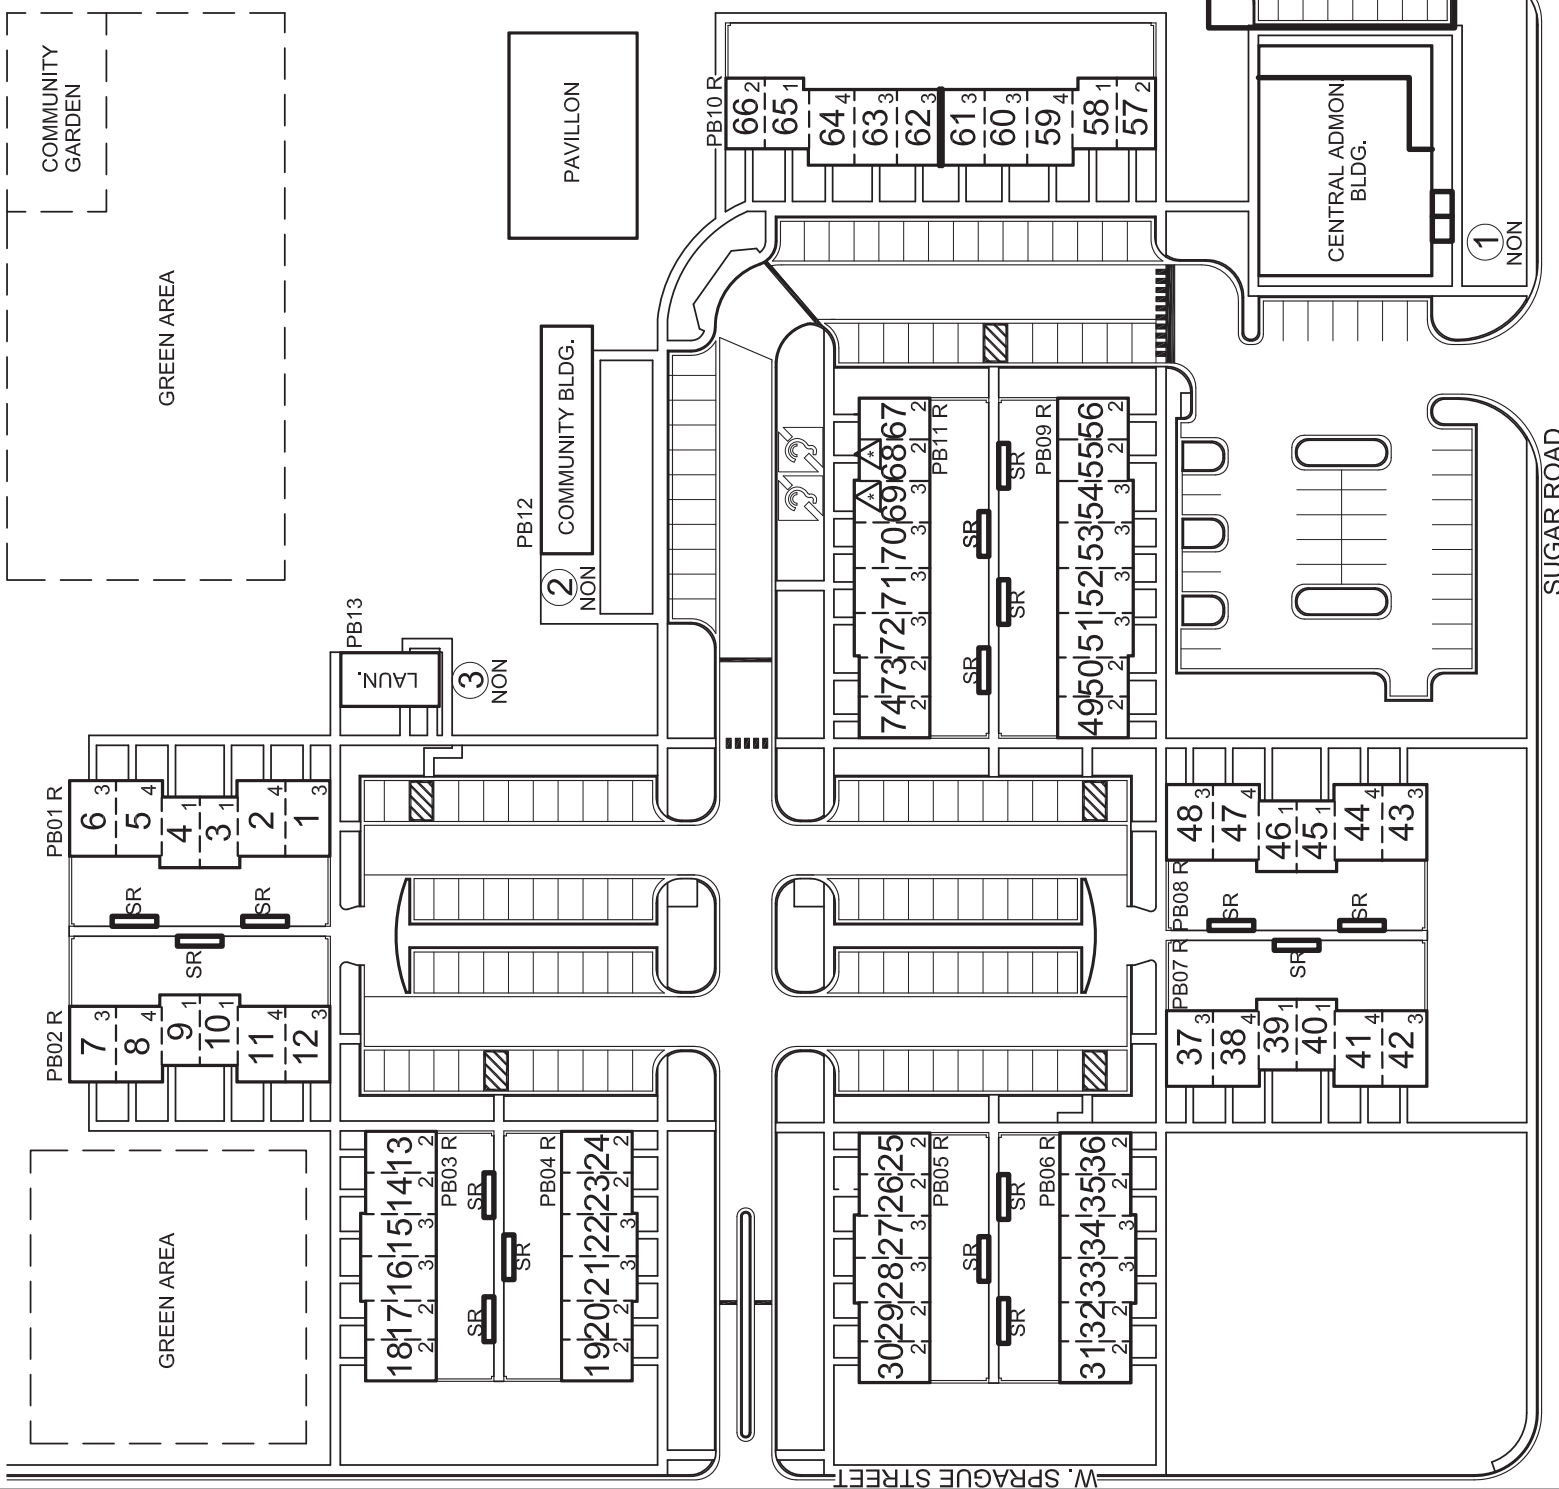 COMMUNITY
GARDEN
GREEN AREA
PAVILLON
PB10 R
66 2
65 1
64 4
63 3
62 3
61 3
60 3
59 4
58 1
57 2
CENTRAL ADMON.
BLDG.
1
NON
COMMUNITY BLDG.
PB12
2
NON
PB13
LAUN.
3
NON
67 2
68 2
69 3
70 3
71 3
72 3
73 2
74 2
*
*
PB11 R
SR
SR
SR
SR
PB09 R
56 2
55 2
54 3
53 3
52 3
51 3
50 2
49 2
SUGAR ROAD
PB01 R
6 3
5 4
4 1
3 1
2 4
1 3
SR
SR
SR
PB02 R
7 3
8 4
9 1
10 1
11 4
12 3
48 3
47 4
46 1
45 1
44 4
43 3
PB08 R
SR
SR
SR
PB07 R
37 3
38 4
39 1
40 1
41 4
42 3
GREEN AREA
13 2
14 2
15 3
16 3
17 2
18 2
PB03 R
SR
SR
SR
PB04 R
24 2
23 2
22 3
21 3
20 2
19 2
25 2
26 2
27 3
28 3
29 2
30 2
PB05 R
SR
SR
SR
PB06 R
36 2
35 2
34 3
33 3
32 2
31 2
W. SPRAGUE STREET